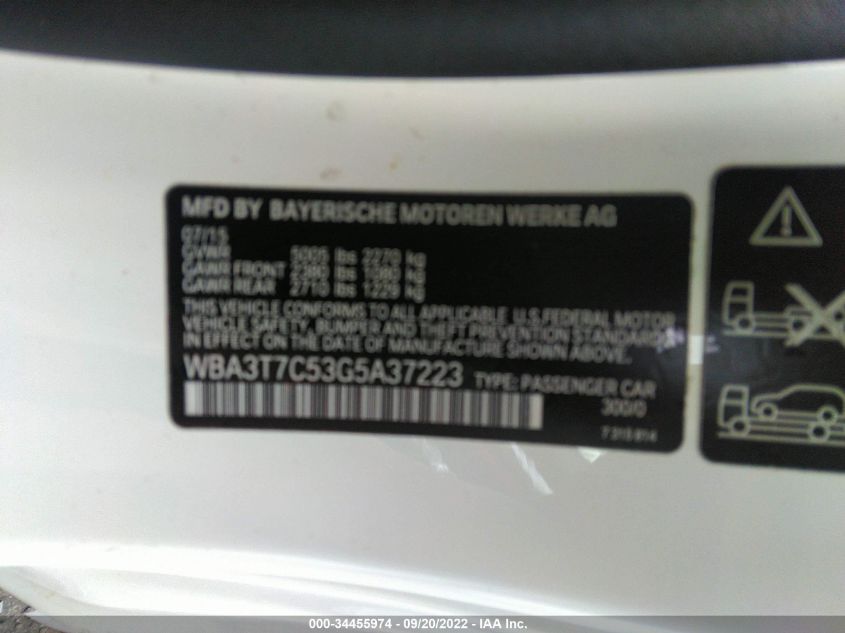 MFD BY BAYERISCHE MOTOREN WERKE AG
07/15
GVWR 5005 lbs 2270 kg
GAWR FRONT 2380 lbs 1080 kg
GAWR REAR 2710 lbs 1229 kg
THIS VEHICLE CONFORMS TO ALL APPLICABLE U.S. FEDERAL MOTOR
VEHICLE SAFETY, BUMPER AND THEFT PREVENTION STANDARDS
IN EFFECT ON THE DATE OF MANUFACTURE SHOWN ABOVE.
WBA3T7C53G5A37223 TYPE: PASSENGER CAR
300/0
7 310 814
000-34455974 - 09/20/2022 - IAA Inc.